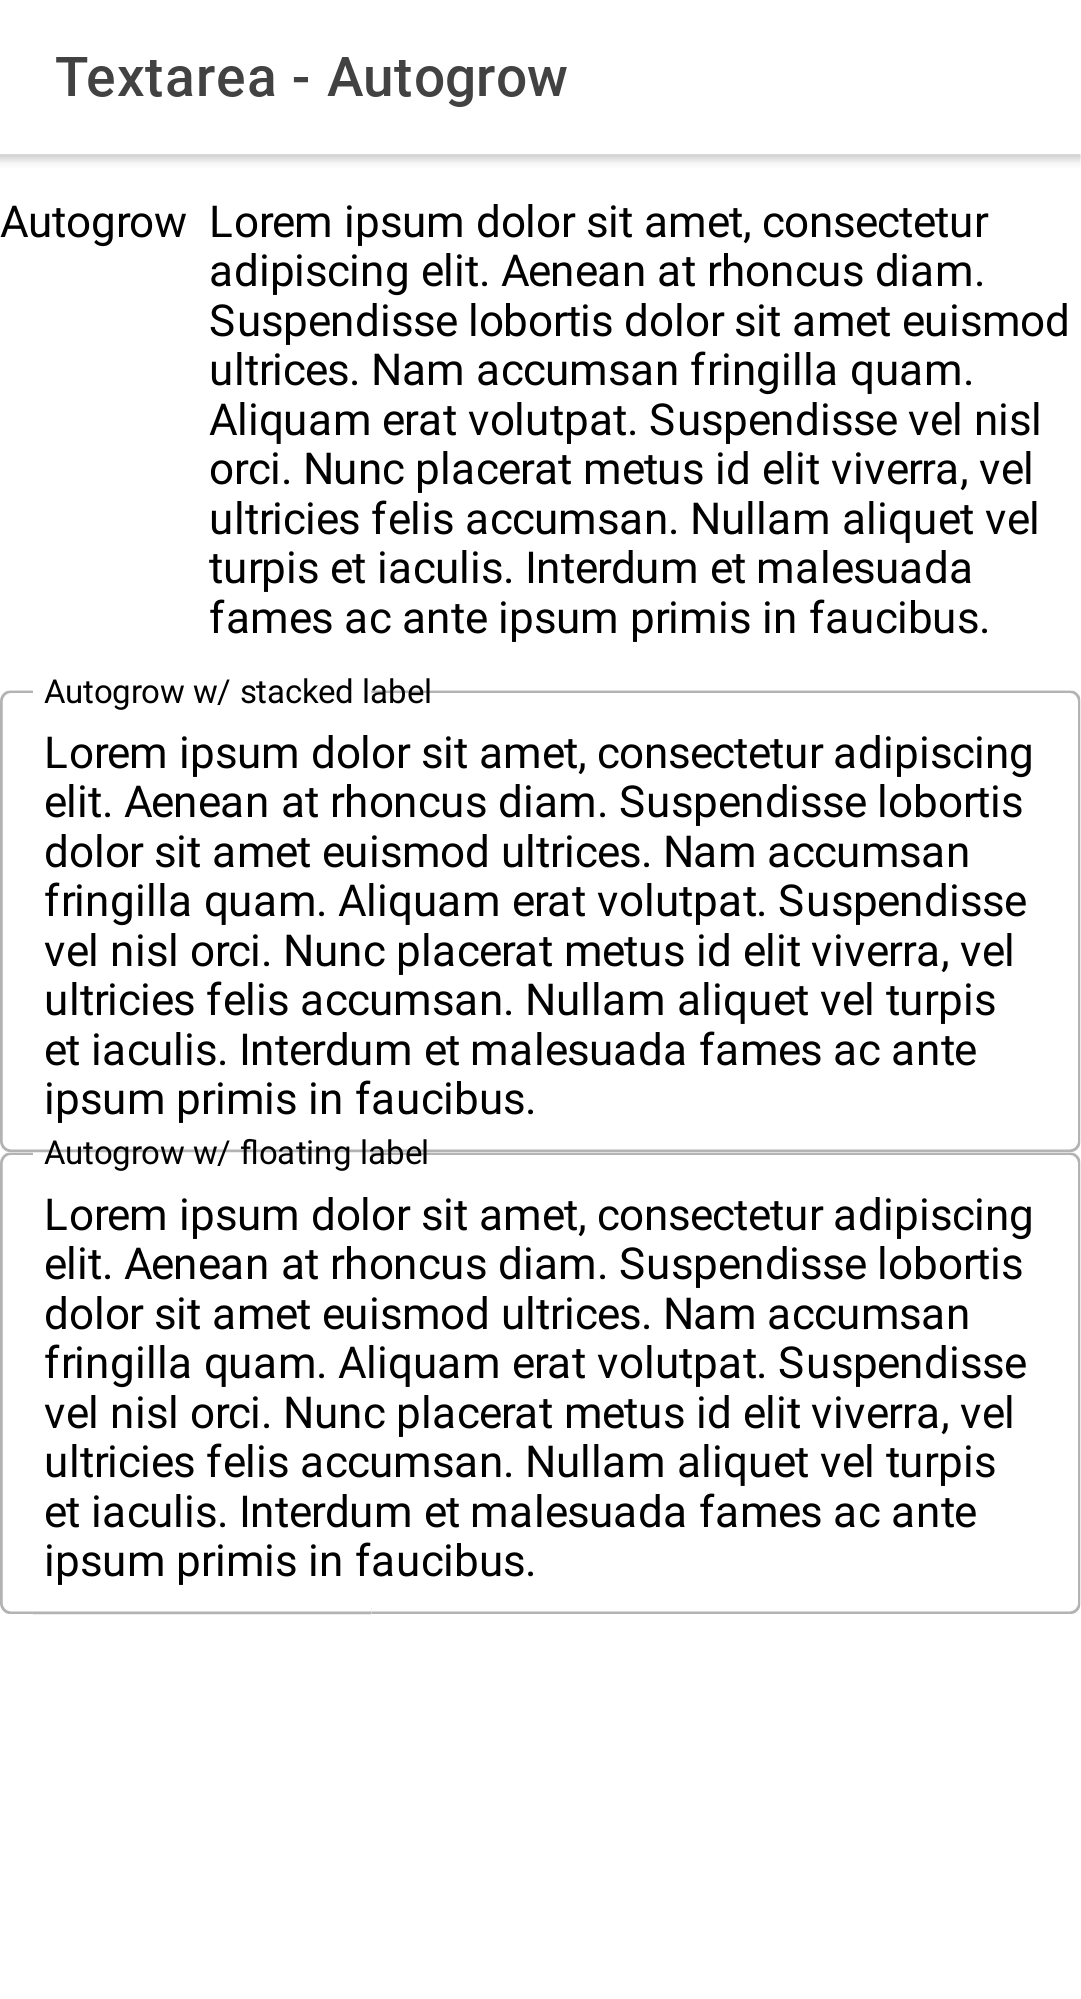 Textarea - Autogrow
Autogrow Lorem ipsum dolor sit amet, consectetur
adipiscing elit. Aenean at rhoncus diam.
Suspendisse lobortis dolor sit amet euismod
ultrices. Nam accumsan fringilla quam.
Aliquam erat volutpat. Suspendisse vel nisl
orci. Nunc placerat metus id elit viverra, vel
ultricies felis accumsan. Nullam aliquet vel
turpis et iaculis. Interdum et malesuada
fames ac ante ipsum primis in faucibus.
Autogrow w/ stacked label
Lorem ipsum dolor sit amet, consectetur adipiscing
elit. Aenean at rhoncus diam. Suspendisse lobortis
dolor sit amet euismod ultrices. Nam accumsan
fringilla quam. Aliquam erat volutpat. Suspendisse
vel nisl orci. Nunc placerat metus id elit viverra, vel
ultricies felis accumsan. Nullam aliquet vel turpis
et iaculis. Interdum et malesuada fames ac ante
ipsum primis in faucibus.
Autogrow w/ floating label
Lorem ipsum dolor sit amet, consectetur adipiscing
elit. Aenean at rhoncus diam. Suspendisse lobortis
dolor sit amet euismod ultrices. Nam accumsan
fringilla quam. Aliquam erat volutpat. Suspendisse
vel nisl orci. Nunc placerat metus id elit viverra, vel
ultricies felis accumsan. Nullam aliquet vel turpis
et iaculis. Interdum et malesuada fames ac ante
ipsum primis in faucibus.